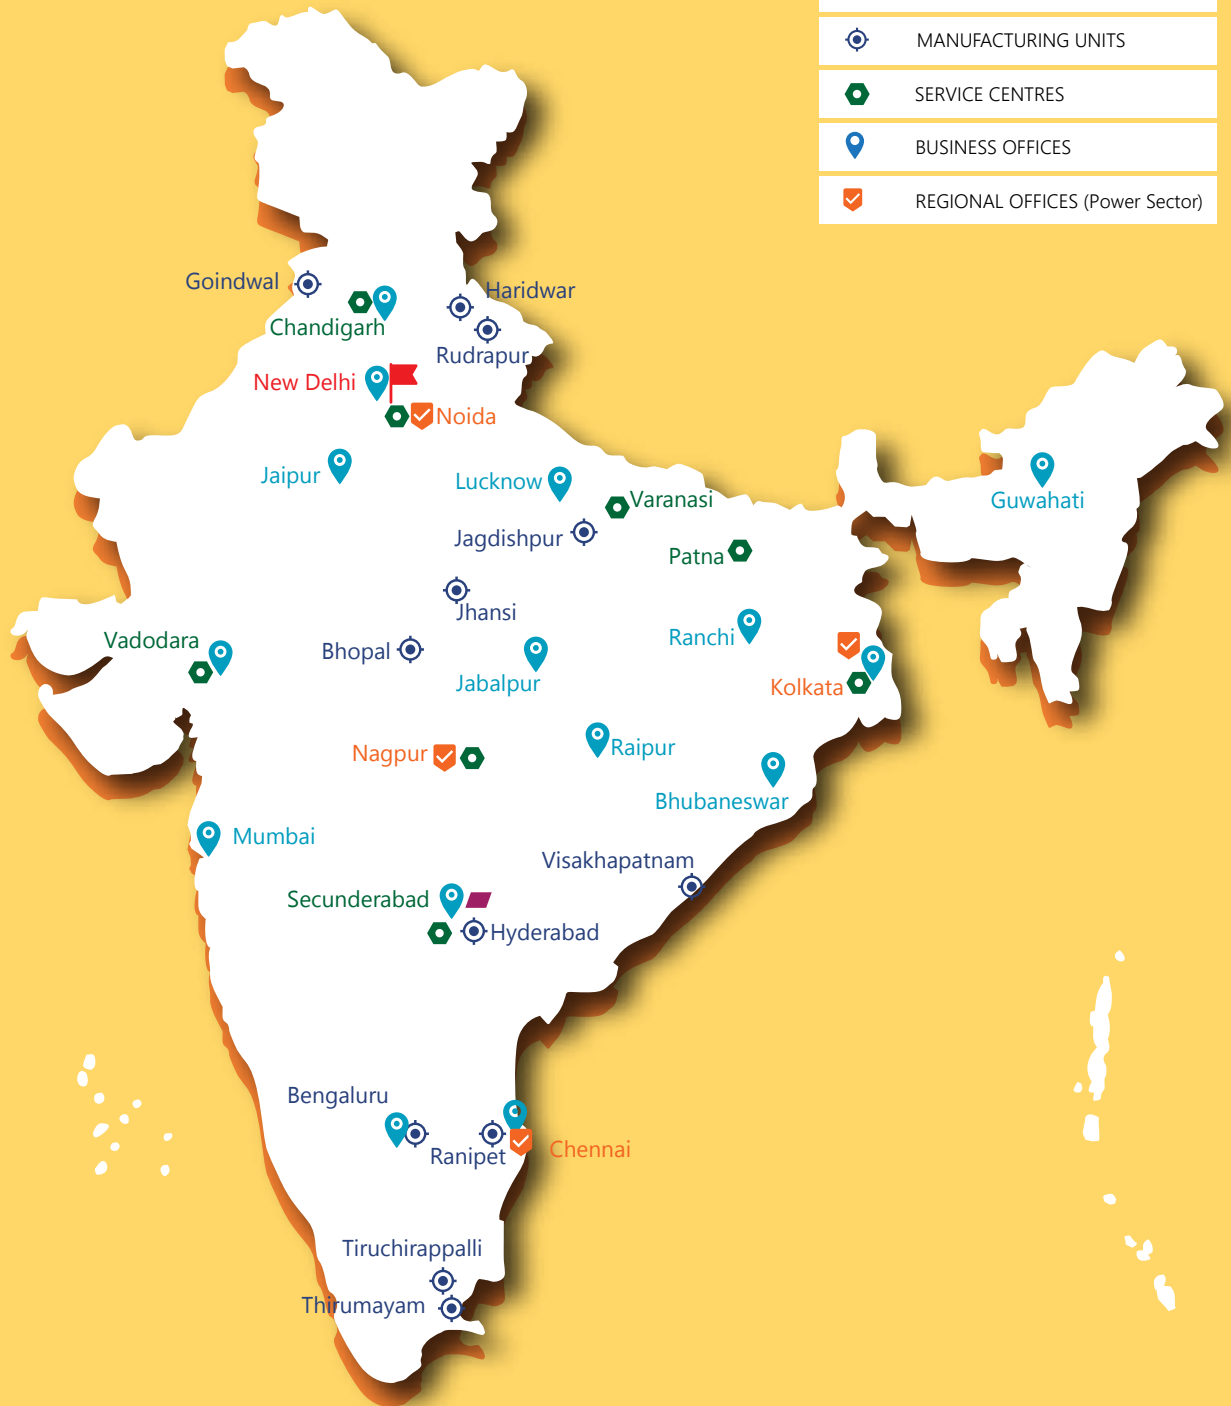 MANUFACTURING UNITS
SERVICE CENTRES
BUSINESS OFFICES
REGIONAL OFFICES (Power Sector)
Goindwal
Haridwar
Chandigarh
Rudrapur
New Delhi
Noida
Jaipur
Lucknow
Varanasi
Guwahati
Jagdishpur
Patna
Jhansi
Ranchi
Vadodara
Bhopal
Jabalpur
Kolkata
Nagpur
Raipur
Bhubaneswar
Mumbai
Visakhapatnam
Secunderabad
Hyderabad
Bengaluru
Ranipet
Chennai
Tiruchirappalli
Thirumayam